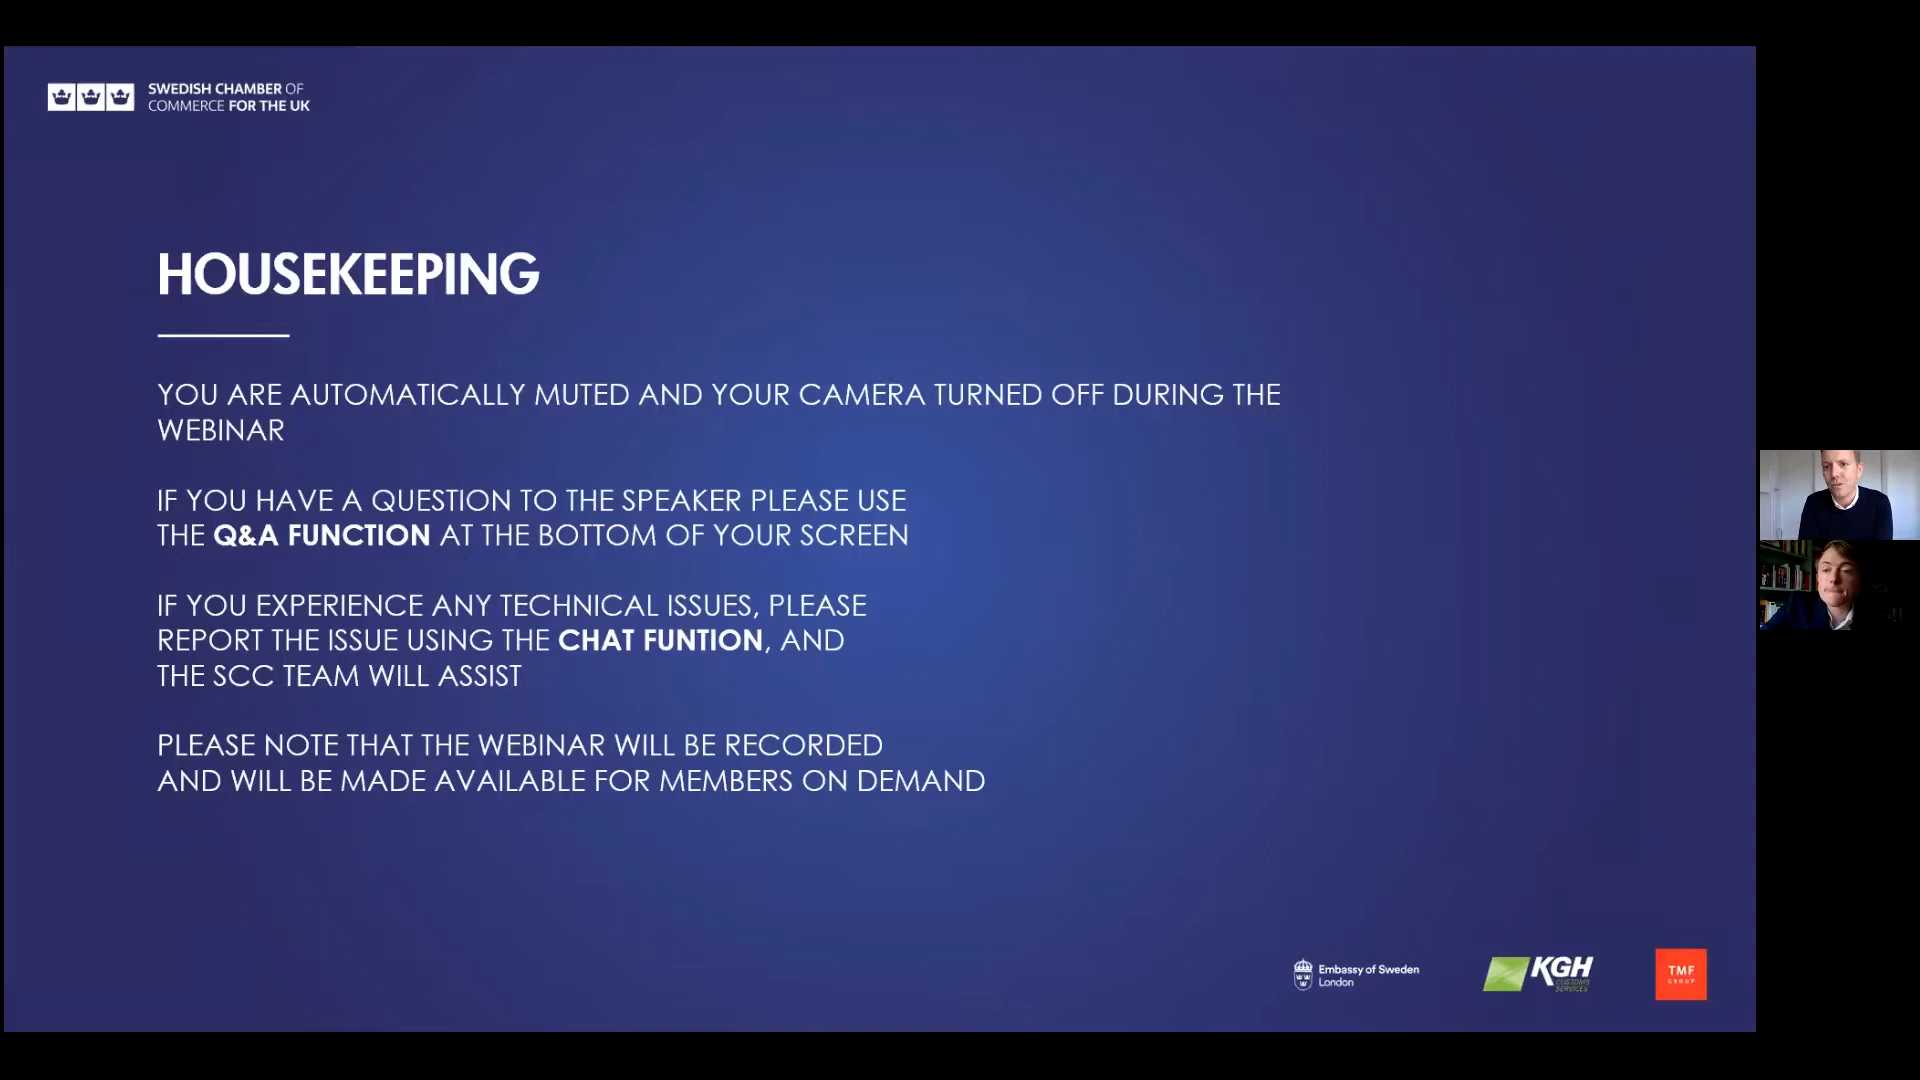 SWEDISH CHAMBER OF
COMMERCE FOR THE UK
HOUSEKEEPING
YOU ARE AUTOMATICALLY MUTED AND YOUR CAMERA TURNED OFF DURING THE
WEBINAR
IF YOU HAVE A QUESTION TO THE SPEAKER PLEASE USE
THE Q&A FUNCTION AT THE BOTTOM OF YOUR SCREEN
IF YOU EXPERIENCE ANY TECHNICAL ISSUES, PLEASE
REPORT THE ISSUE USING THE CHAT FUNTION, AND
THE SCC TEAM WILL ASSIST
PLEASE NOTE THAT THE WEBINAR WILL BE RECORDED
AND WILL BE MADE AVAILABLE FOR MEMBERS ON DEMAND
Embassy of Sweden
London
KGH
CUSTOMS
SERVICES
TMF
GROUP